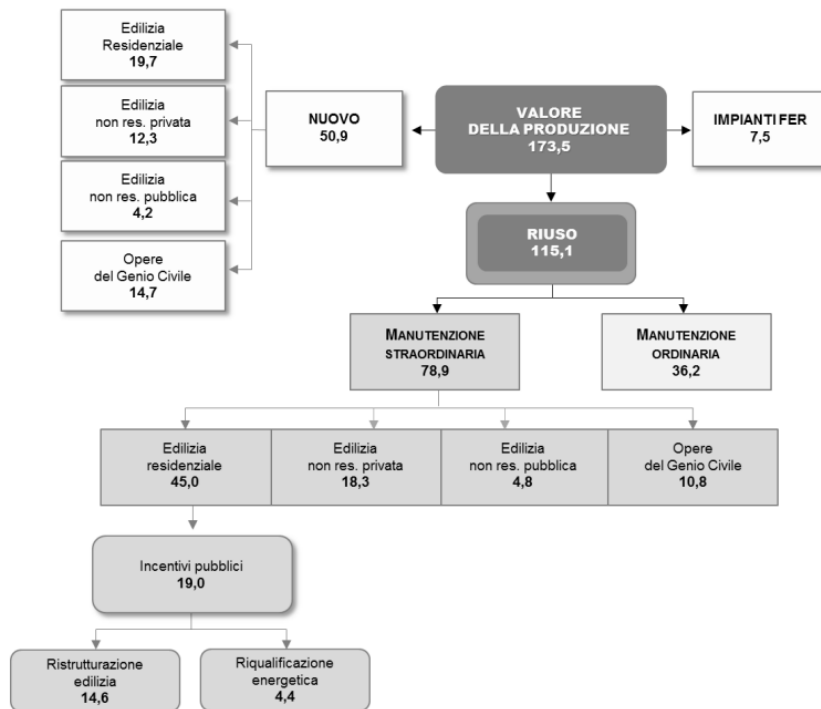 Edilizia
Residenziale
19,7
Edilizia
non res. privata
12,3
Edilizia
non res. pubblica
4,2
Opere
del Genio Civile
14,7
NUOVO
50,9
VALORE
DELLA PRODUZIONE
173,5
IMPIANTI FER
7,5
RIUSO
115,1
MANUTENZIONE
STRAORDINARIA
78,9
MANUTENZIONE
ORDINARIA
36,2
Edilizia
residenziale
45,0
Edilizia
non res. privata
18,3
Edilizia
non res. pubblica
4,8
Opere
del Genio Civile
10,8
Incentivi pubblici
19,0
Ristrutturazione
edilizia
14,6
Riqualificazione
energetica
4,4